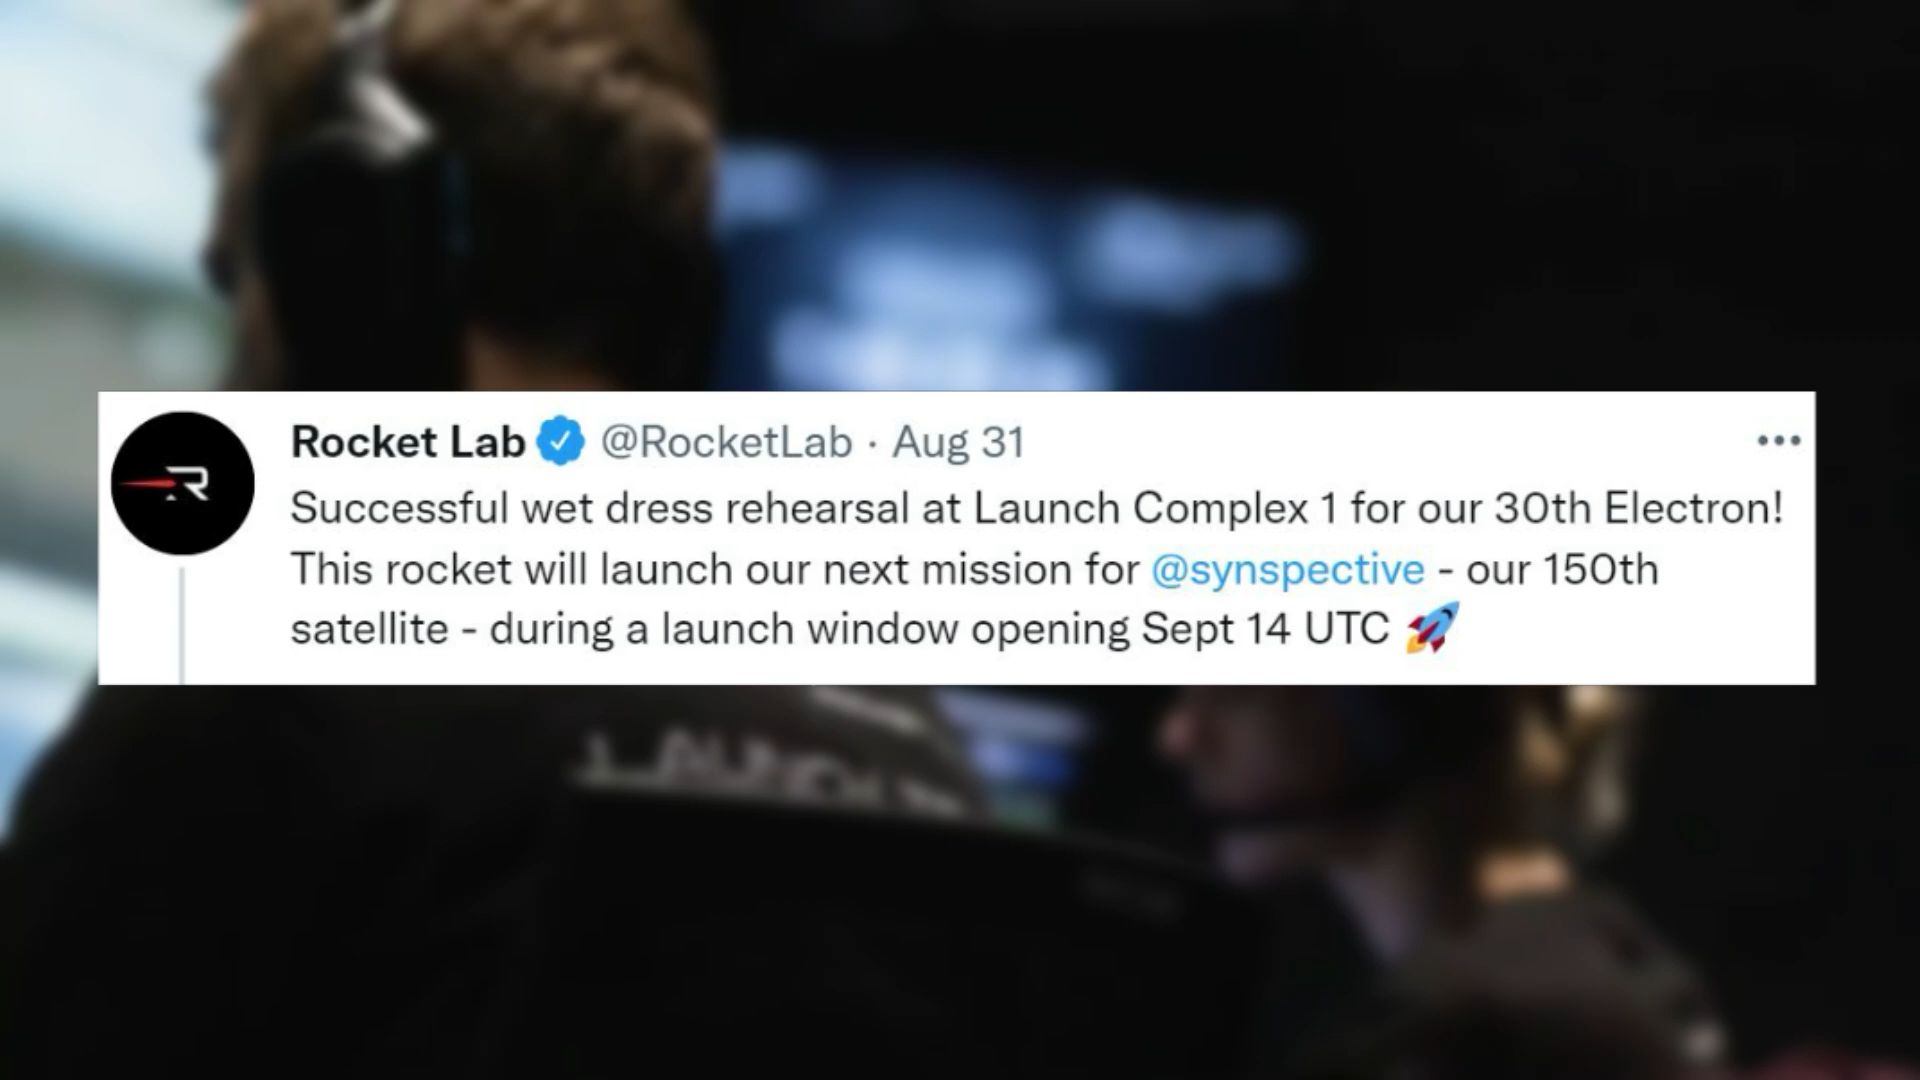 Rocket Lab @RocketLab · Aug 31
Successful wet dress rehearsal at Launch Complex 1 for our 30th Electron!
This rocket will launch our next mission for @synspective - our 150th
satellite - during a launch window opening Sept 14 UTC 🚀